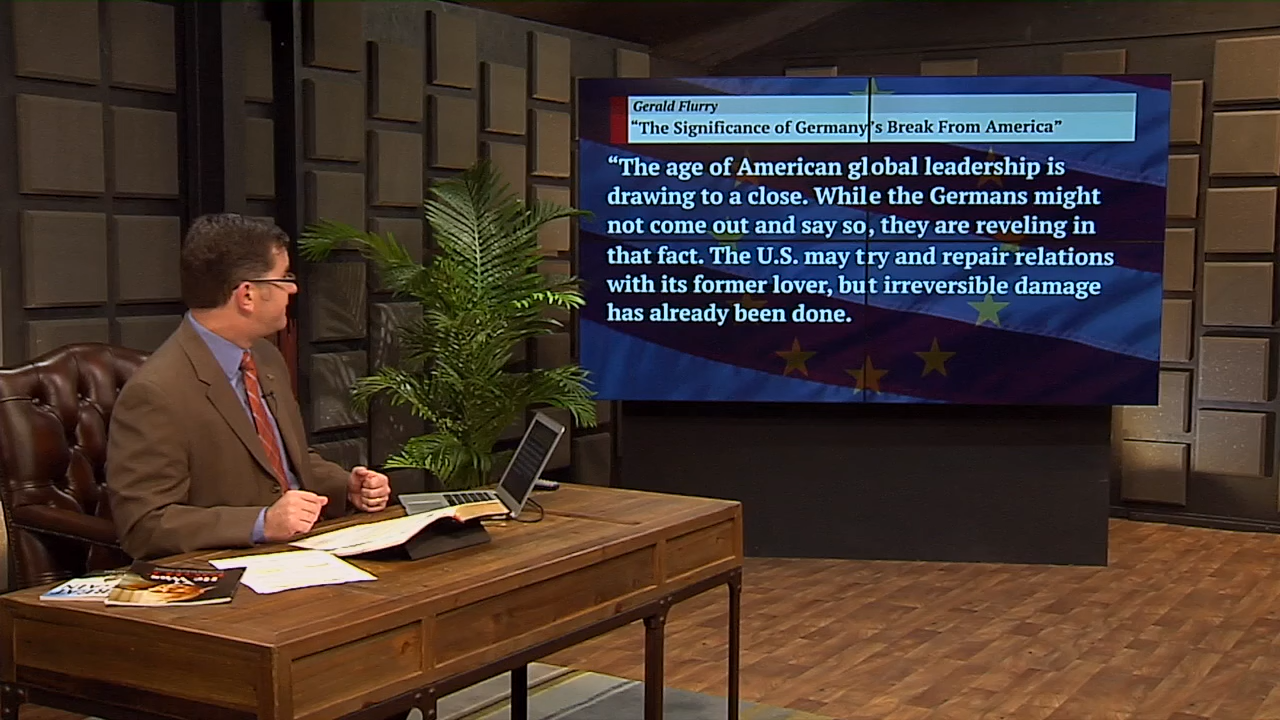 Gerald Flurry
“The Significance of Germany’s Break From America”
“The age of American global leadership is
drawing to a close. While the Germans might
not come out and say so, they are reveling in
that fact. The U.S. may try and repair relations
with its former lover, but irreversible damage
has already been done.